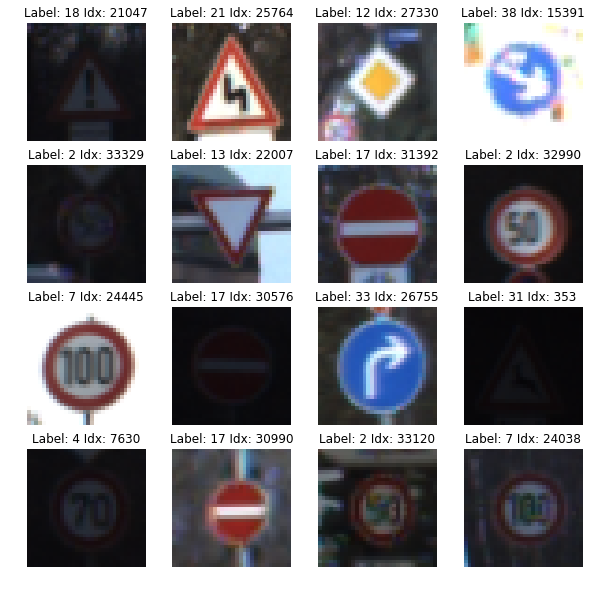 Label: 18 Idx: 21047
Label: 21 Idx: 25764
Label: 12 Idx: 27330
Label: 38 Idx: 15391
Label: 2 Idx: 33329
Label: 13 Idx: 22007
Label: 17 Idx: 31392
Label: 2 Idx: 32990
50
Label: 7 Idx: 24445
Label: 17 Idx: 30576
Label: 33 Idx: 26755
Label: 31 Idx: 353
100
Label: 4 Idx: 7630
Label: 17 Idx: 30990
Label: 2 Idx: 33120
Label: 7 Idx: 24038
70
50
100